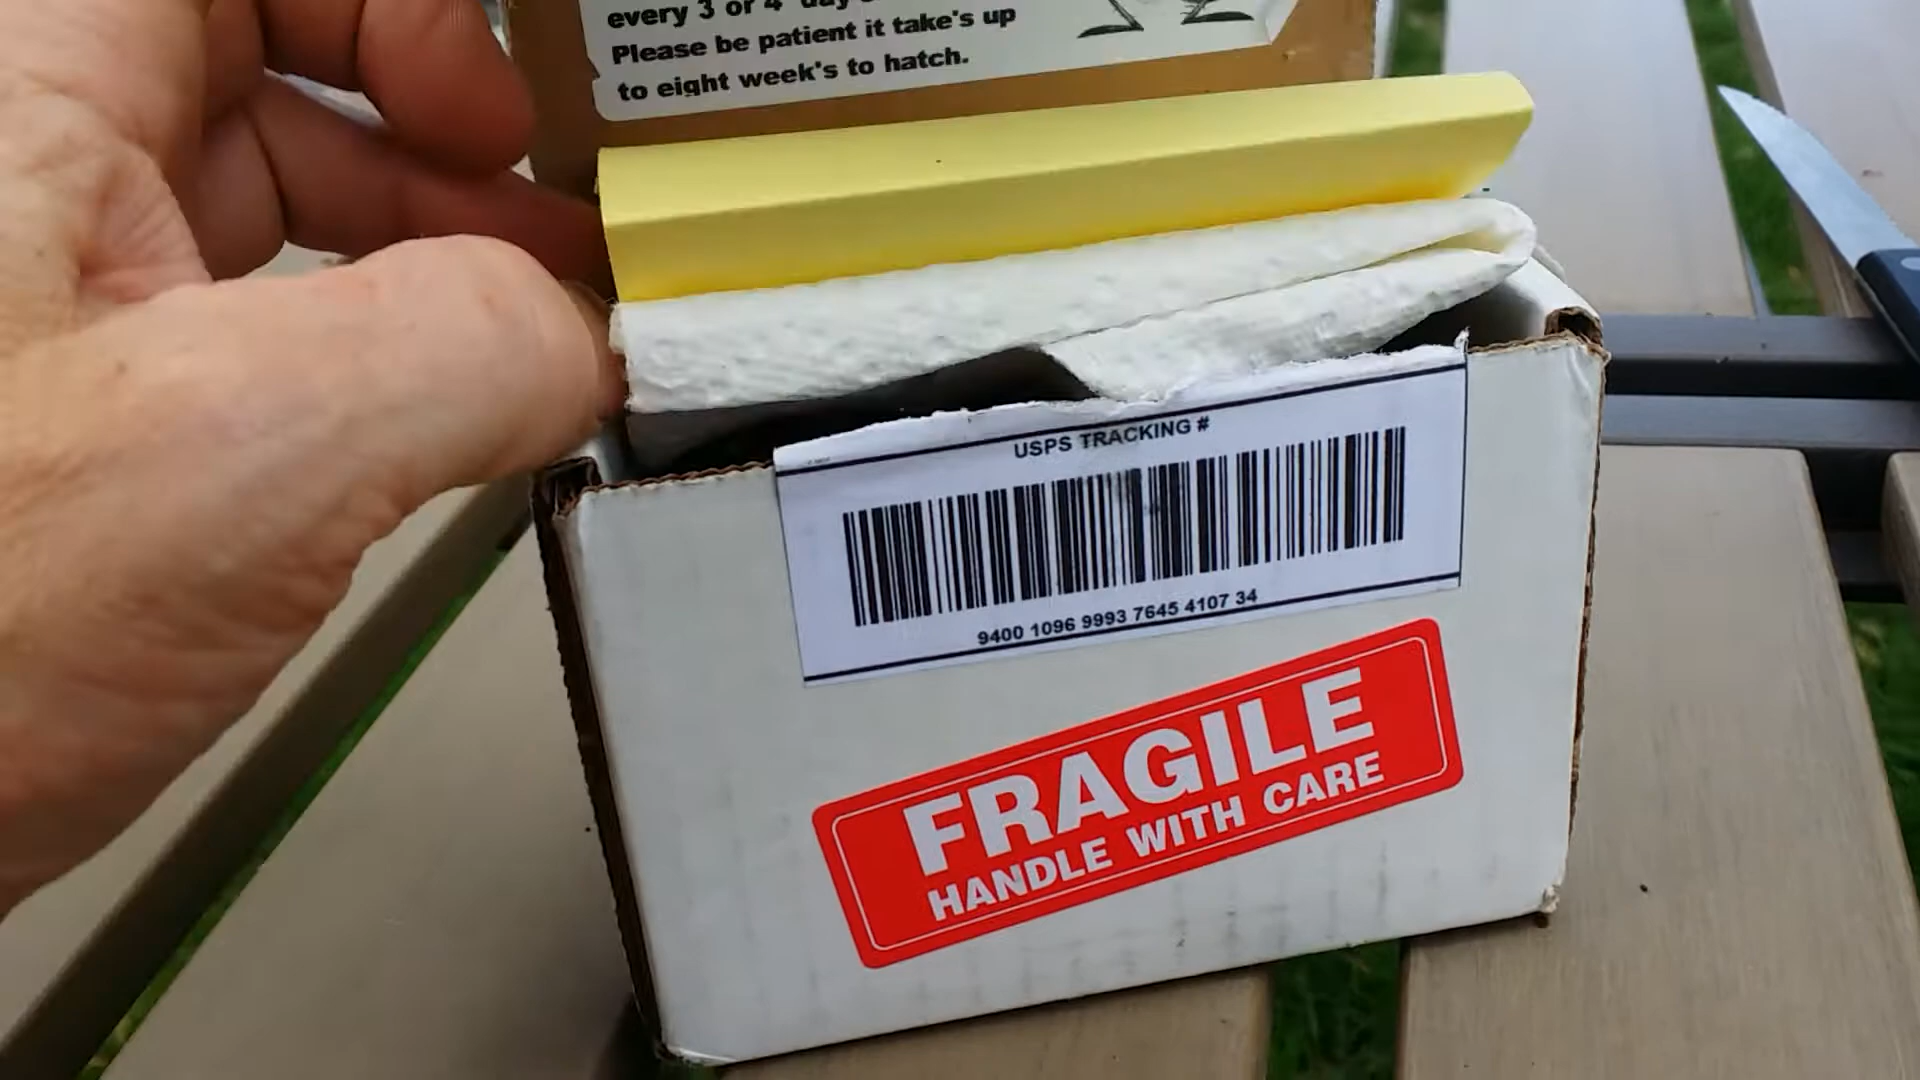 every 3 or 4 day
Please be patient it take's up
to eight week's to hatch.
USPS TRACKING #
9400 1096 9993 7645 4107 34
FRAGILE
HANDLE WITH CARE